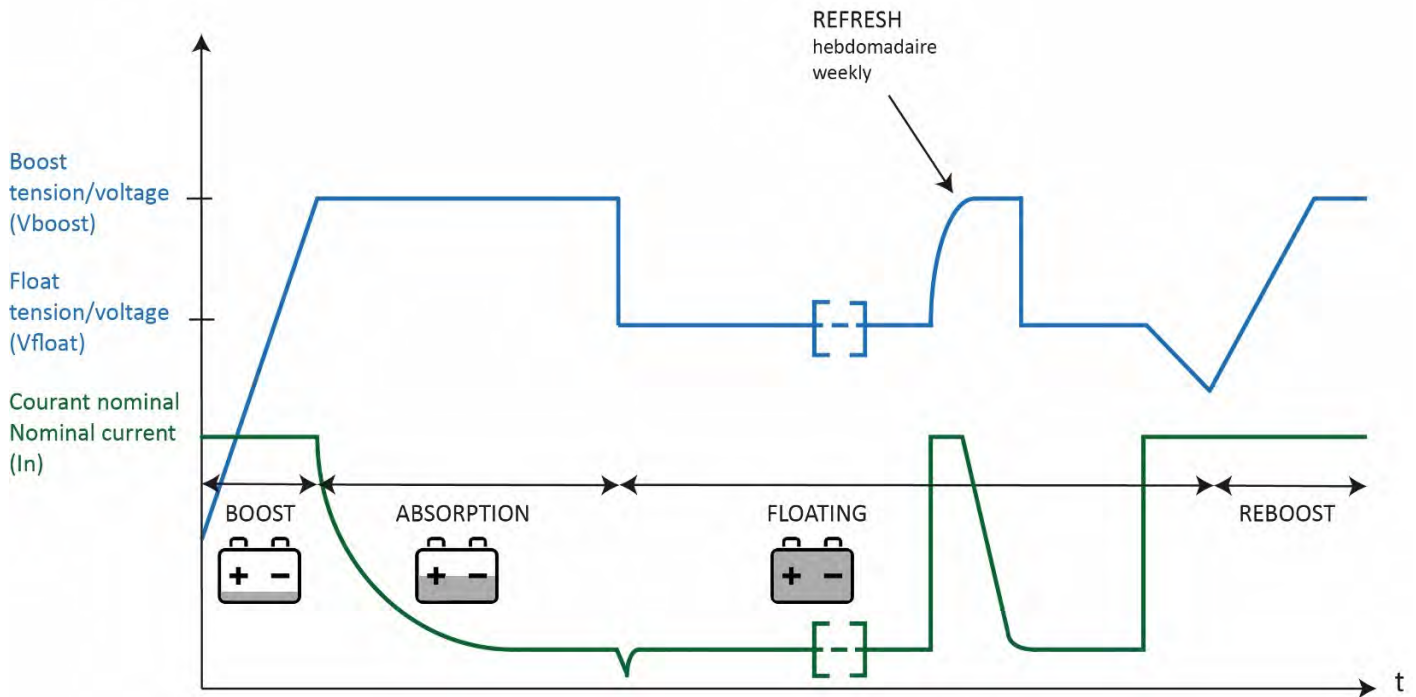 REFRESH
hebdomadaire
weekly
Boost
tension/voltage
(Vboost)
Float
tension/voltage
(Vfloat)
Courant nominal
Nominal current
(In)
BOOST
ABSORPTION
FLOATING
REBOOST
+ -
+ -
+ -
t